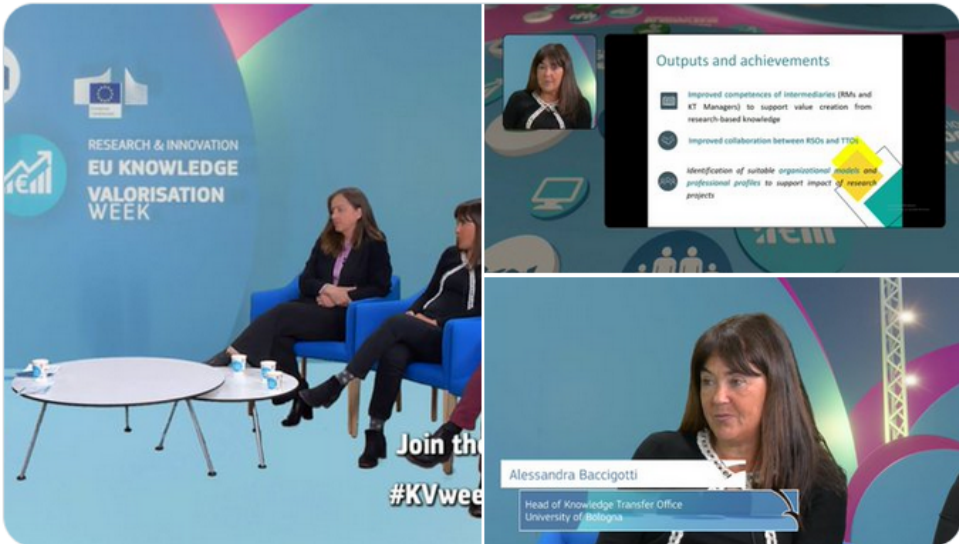 RESEARCH & INNOVATION
EU KNOWLEDGE
VALORISATION
WEEK
Join the
#KVwee
Outputs and achievements
Improved competences of intermediaries (RMs and
KT Managers) to support value creation from
research-based knowledge
Improved collaboration between RSOs and TTOs
Identification of suitable organizational models and
professional profiles to support impact of research
projects
Alessandra Baccigotti
Head of Knowledge Transfer Office
University of Bologna